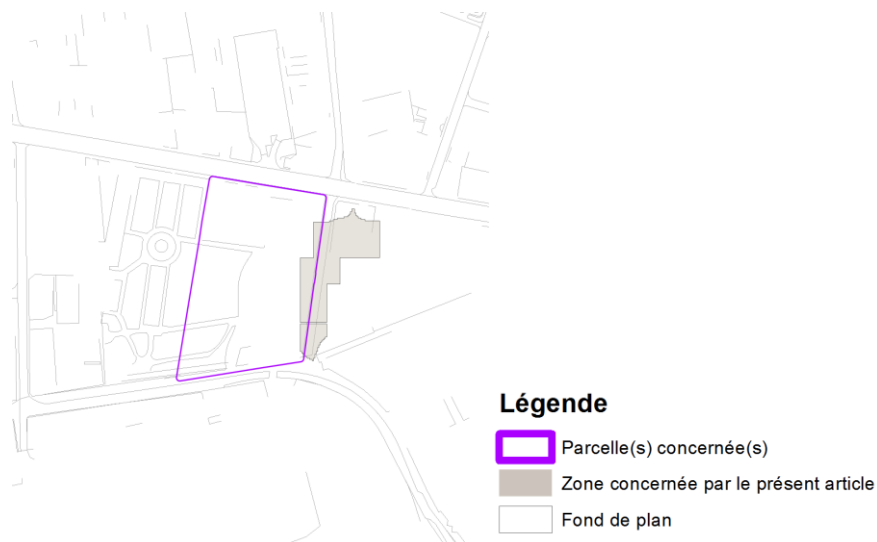 Légende
Parcelle(s) concernée(s)
Zone concernée par le présent article
Fond de plan